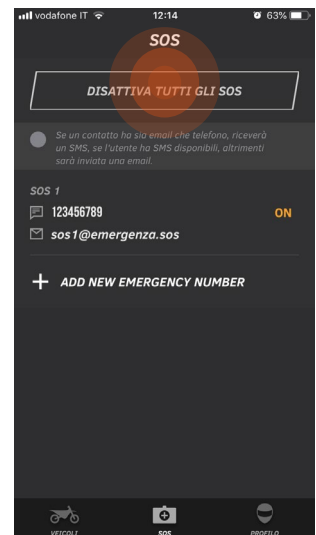 vodafone IT 12:14 63%
SOS
DISATTIVA TUTTI GLI SOS
Se un contatto ha sia email che telefono, riceverà
un SMS, se l'utente ha SMS disponibili, altrimenti
sarà inviata una email.
SOS 1
123456789 ON
sos1@emergenza.sos
+ ADD NEW EMERGENCY NUMBER
VEICOLI SOS PROFILO